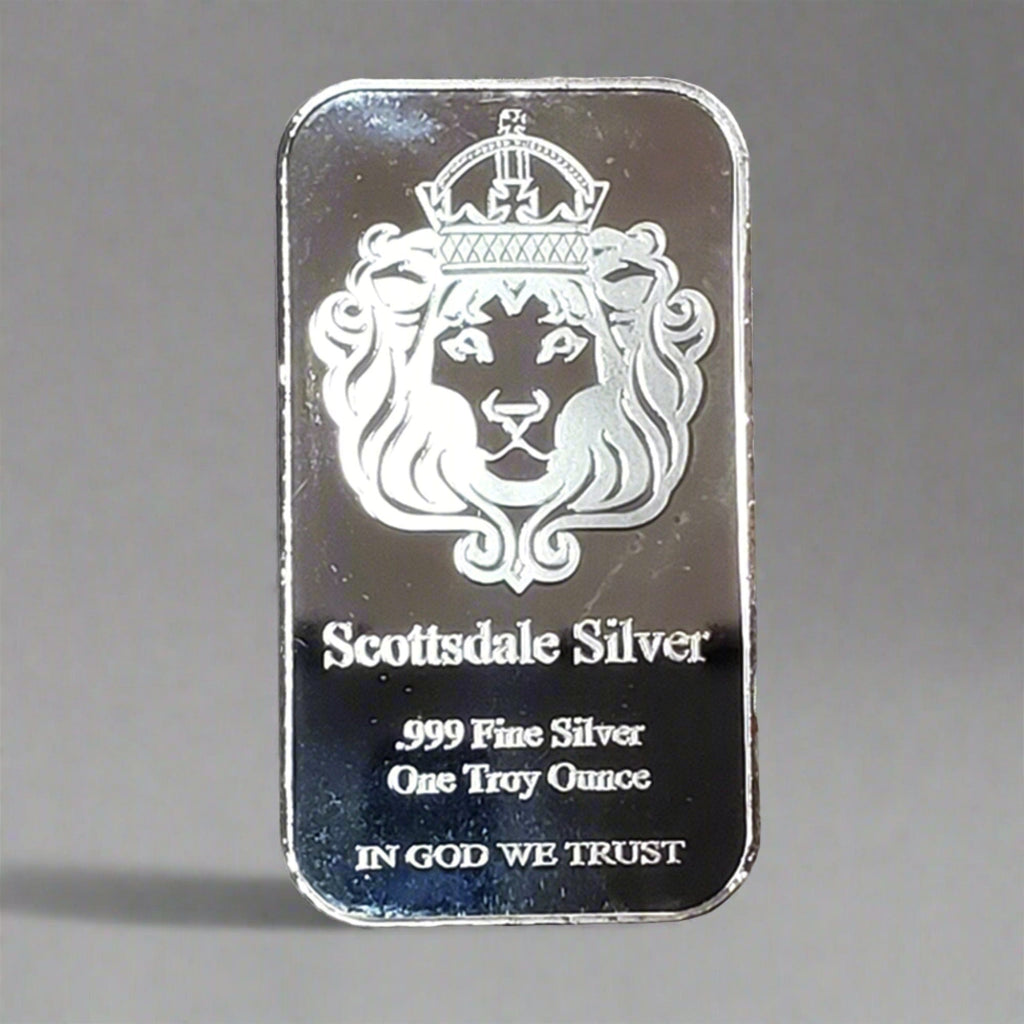 Scottsdale Silver
.999 Fine Silver
One Troy Ounce
IN GOD WE TRUST